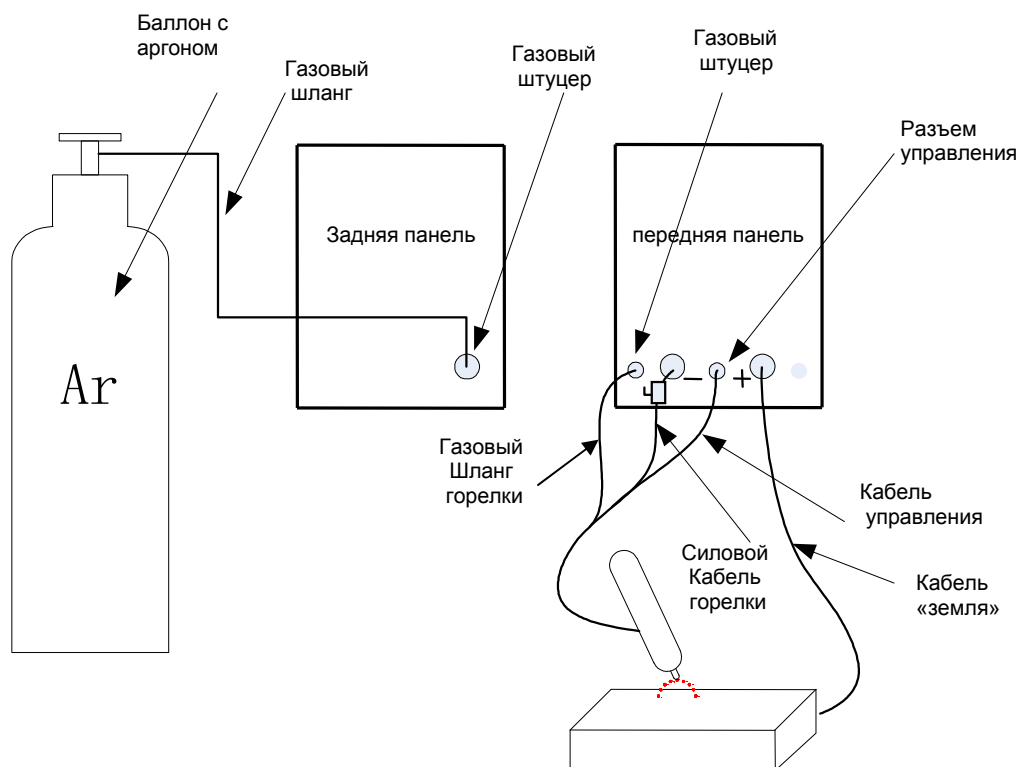 Баллон с
аргоном
Газовый
шланг
Газовый
штуцер
Газовый
штуцер
Разъем
управления
Задняя панель
передняя панель
Ar
− +
Газовый
Шланг
горелки
Силовой
Кабель
горелки
Кабель
управления
Кабель
«земля»